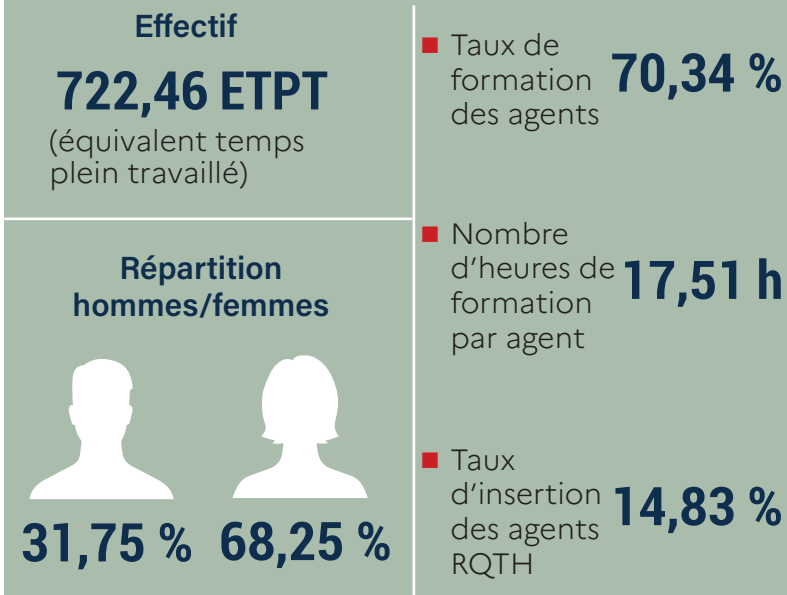 Effectif
722,46 ETPT
(équivalent temps
plein travaillé)
Répartition
hommes/femmes
31,75 % 68,25 %
Taux de
formation
des agents
70,34 %
Nombre
d’heures de
formation
par agent
17,51 h
Taux
d’insertion
des agents
RQTH
14,83 %